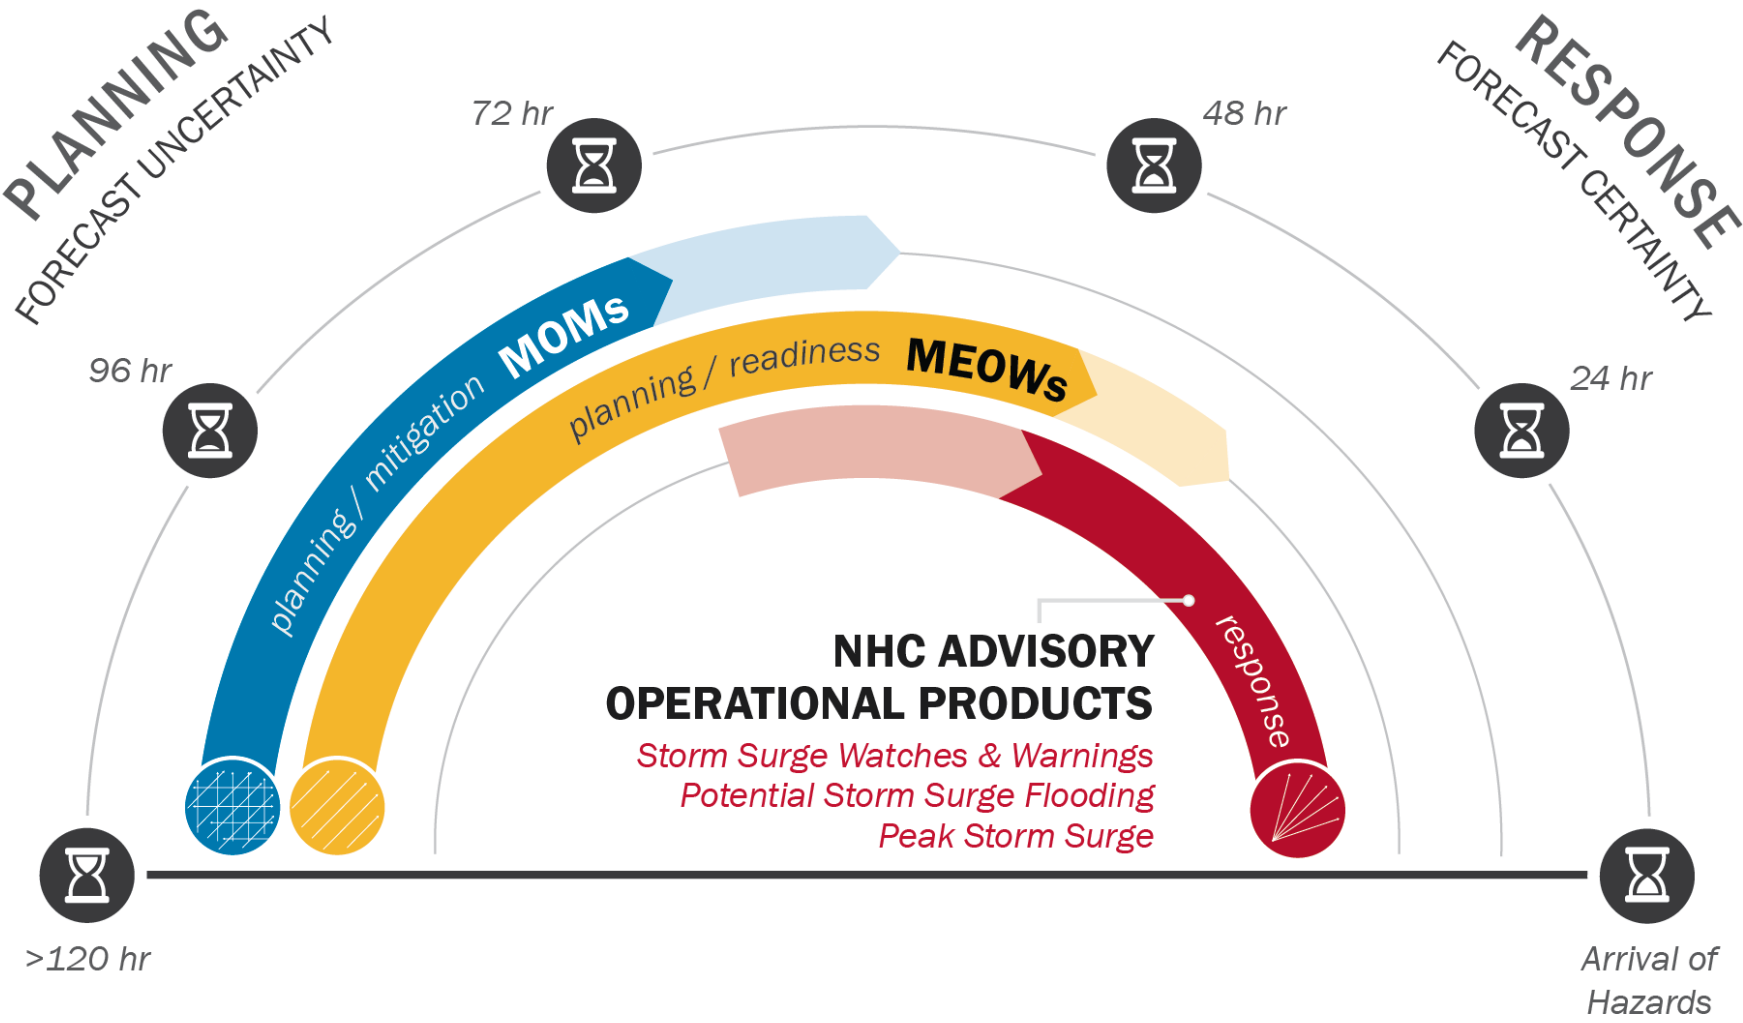 PLANNING
FORECAST UNCERTAINTY
RESPONSE
FORECAST CERTAINTY
72 hr
48 hr
96 hr
24 hr
planning / mitigation MOMs
planning / readiness MEOWs
response
NHC ADVISORY
OPERATIONAL PRODUCTS
Storm Surge Watches & Warnings
Potential Storm Surge Flooding
Peak Storm Surge
>120 hr
Arrival of
Hazards